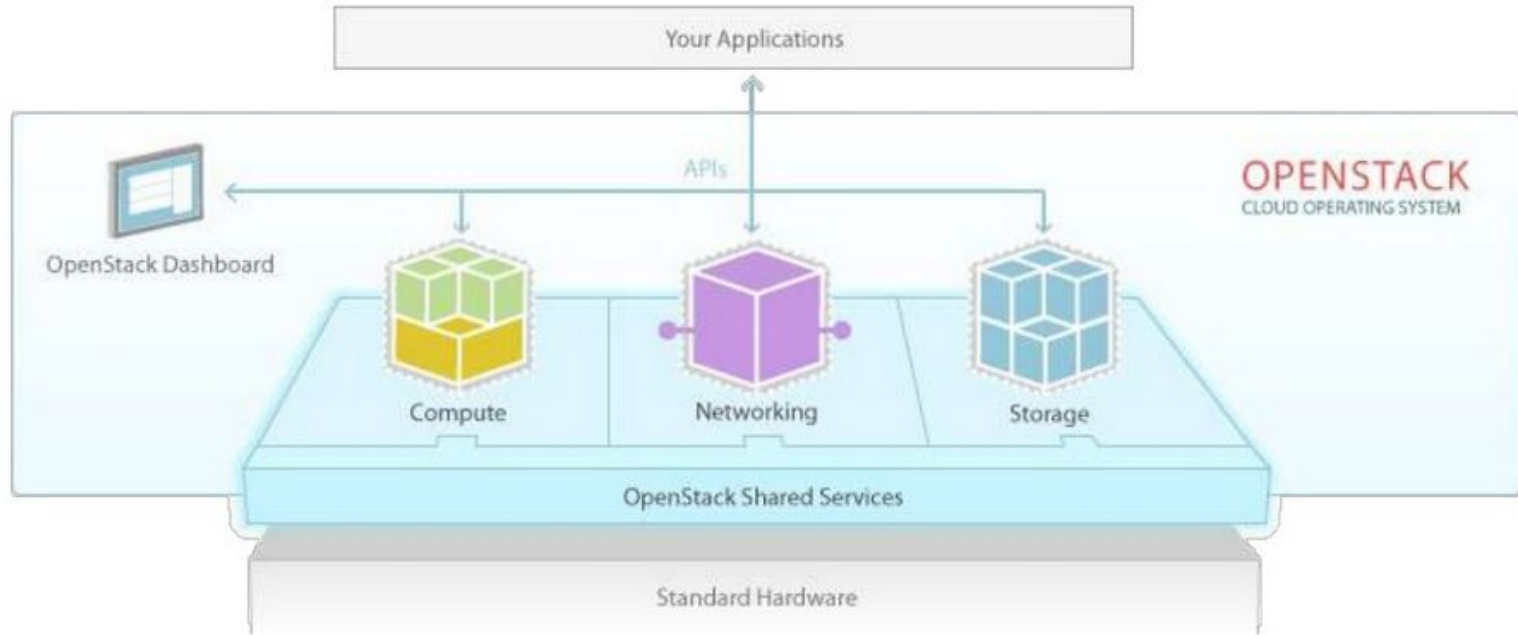 Your Applications
APIs
OPENSTACK
CLOUD OPERATING SYSTEM
OpenStack Dashboard
Compute
Networking
Storage
OpenStack Shared Services
Standard Hardware